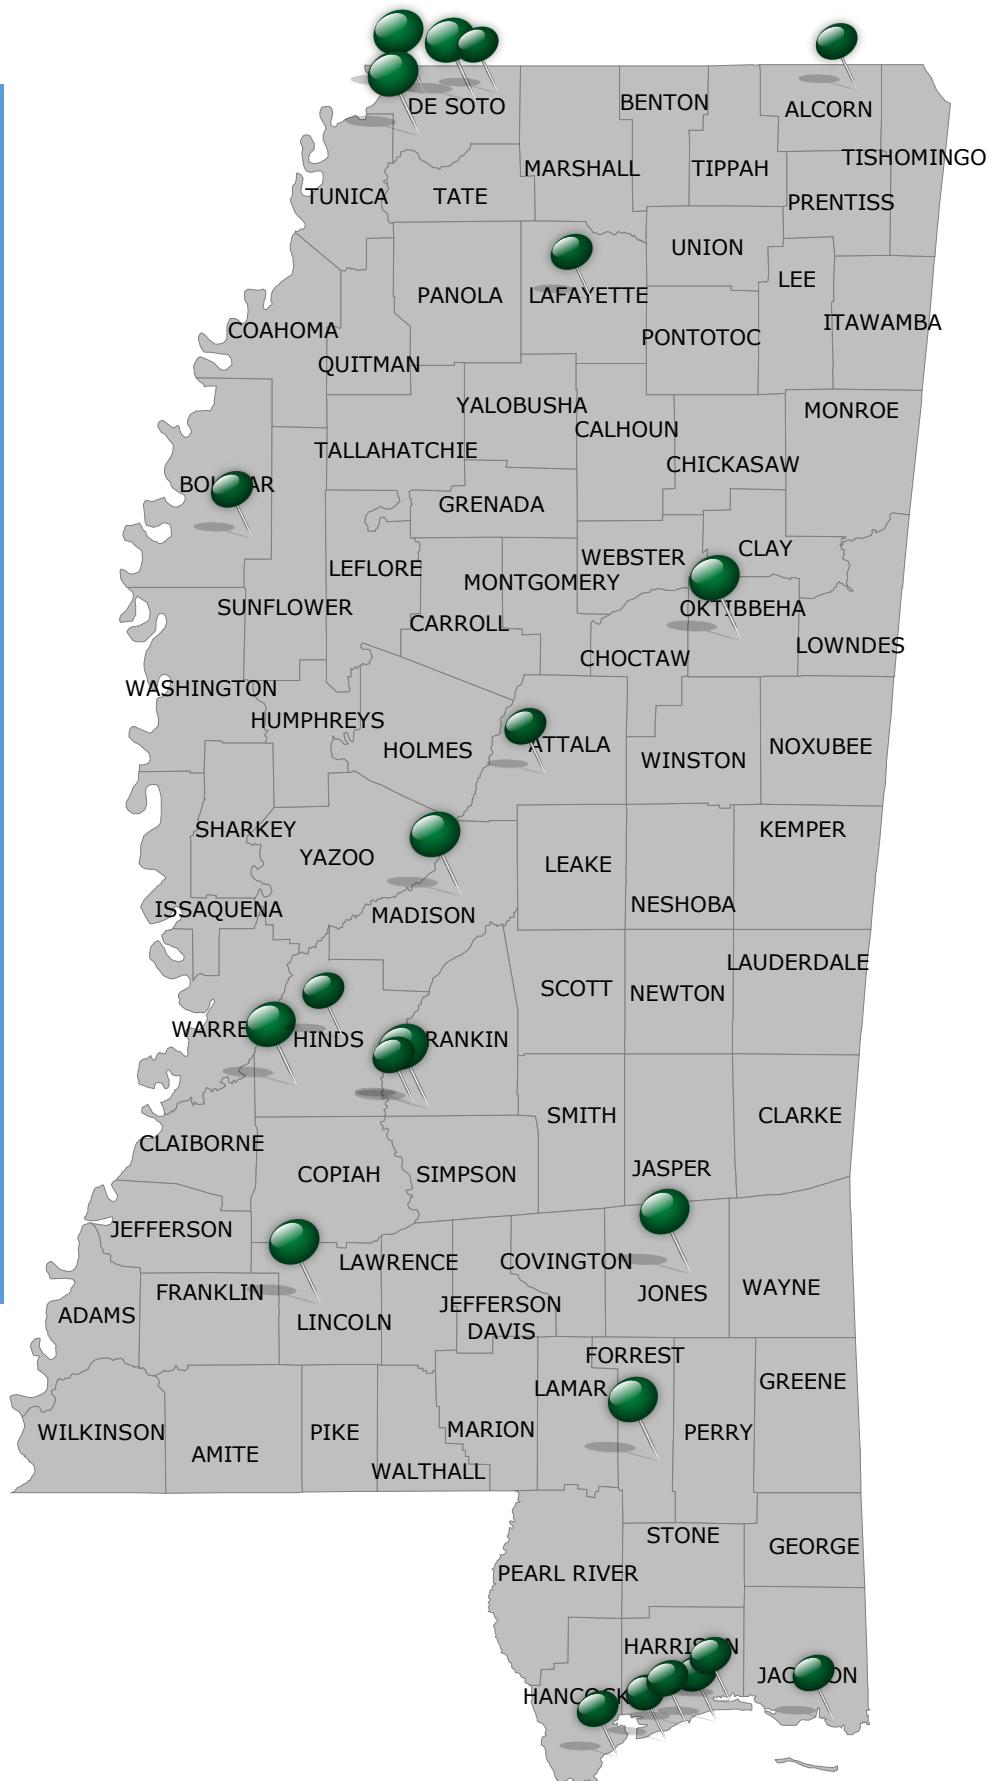 DE SOTO
BENTON
ALCORN
MARSHALL
TIPPAH
TISHOMINGO
TUNICA
TATE
PRENTISS
UNION
LEE
PANOLA
LAFAYETTE
ITAWAMBA
COAHOMA
PONTOTOC
QUITMAN
YALOBUSHA
MONROE
CALHOUN
TALLAHATCHIE
CHICKASAW
GRENADA
CLAY
WEBSTER
LEFLORE
MONTGOMERY
SUNFLOWER
OKTIBBEHA
CARROLL
LOWNDES
CHOCTAW
WASHINGTON
HUMPHREYS
HOLMES
ATTALA
NOXUBEE
WINSTON
SHARKEY
KEMPER
YAZOO
LEAKE
NESHOBA
ISSAQUENA
MADISON
LAUDERDALE
SCOTT
NEWTON
HINDS
RANKIN
SMITH
CLARKE
CLAIBORNE
COPIAH
SIMPSON
JASPER
JEFFERSON
LAWRENCE
COVINGTON
FRANKLIN
JONES
WAYNE
ADAMS
LINCOLN
JEFFERSON
DAVIS
FORREST
LAMAR
GREENE
WILKINSON
AMITE
PIKE
MARION
PERRY
WALTHALL
STONE
GEORGE
PEARL RIVER
HARRISON
HANCOCK